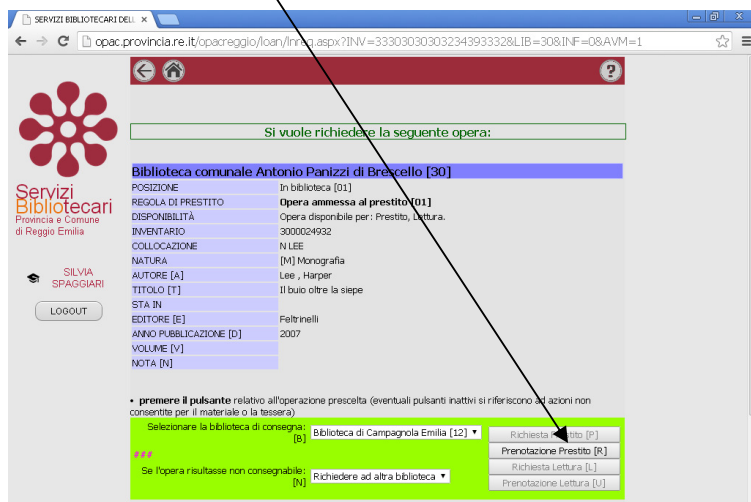 SERVIZI BIBLIOTECARI DELL
opac.provincia.re.it/opacreggio/loan/Inreq.aspx?INV=33303030303234393332&LIB=30&INF=0&AVM=1
?
Si vuole richiedere la seguente opera:
Biblioteca comunale Antonio Panizzi di Brescello [30]
POSIZIONE In biblioteca [01]
REGOLA DI PRESTITO Opera ammessa al prestito [01]
DISPONIBILITÀ Opera disponibile per: Prestito, Lettura.
INVENTARIO 3000024932
COLLOCAZIONE N LEE
NATURA [M] Monografia
AUTORE [A] Lee , Harper
TITOLO [T] Il buio oltre la siepe
STA IN
EDITORE [E] Feltrinelli
ANNO PUBBLICAZIONE [D] 2007
VOLUME [V]
NOTA [N]
Servizi
Bibliotecari
Provincia e Comune
di Reggio Emilia
SILVIA
SPAGGIARI
LOGOUT
• premere il pulsante relativo all'operazione prescelta (eventuali pulsanti inattivi si riferiscono ad azioni non
consentite per il materiale o la tessera)
Selezionare la biblioteca di consegna:
[B] Biblioteca di Campagnola Emilia [12]
###
Se l'opera risultasse non consegnabile:
[N] Richiedere ad altra biblioteca
Richiesta Prestito [P]
Prenotazione Prestito [R]
Richiesta Lettura [L]
Prenotazione Lettura [U]